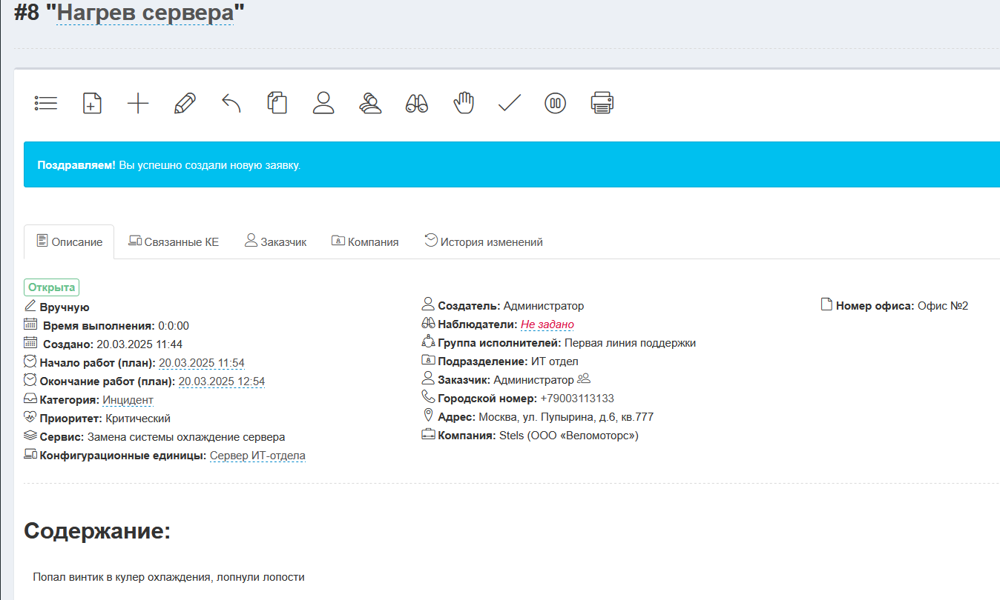 #8 "Нагрев сервера"
Поздравляем! Вы успешно создали новую заявку.
Описание Связанные КЕ Заказчик Компания История изменений
Открыта
Вручную
Время выполнения: 0:0:00
Создано: 20.03.2025 11:44
Начало работ (план): 20.03.2025 11:54
Окончание работ (план): 20.03.2025 12:54
Категория: Инцидент
Приоритет: Критический
Сервис: Замена системы охлаждение сервера
Конфигурационные единицы: Сервер ИТ-отдела
Создатель: Администратор
Наблюдатели: Не задано
Группа исполнителей: Первая линия поддержки
Подразделение: ИТ отдел
Заказчик: Администратор
Городской номер: +79003113133
Адрес: Москва, ул. Пупырина, д.6, кв.777
Компания: Stels (ООО «Веломоторс»)
Номер офиса: Офис №2
Содержание:
Попал винтик в кулер охлаждения, лопнули лопости